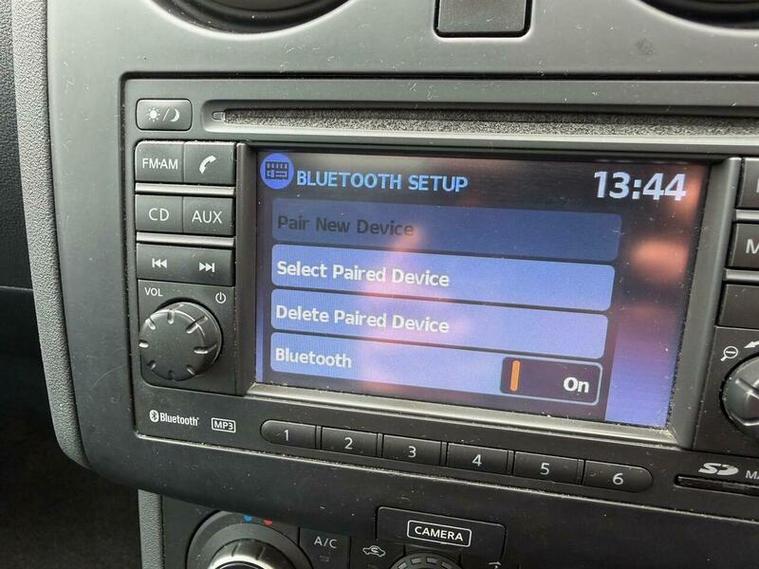 FM·AM
CD AUX
VOL
BLUETOOTH SETUP 13:44
Pair New Device
Select Paired Device
Delete Paired Device
Bluetooth On
Bluetooth MP3
1 2 3 4 5 6
SD
CAMERA
A/C